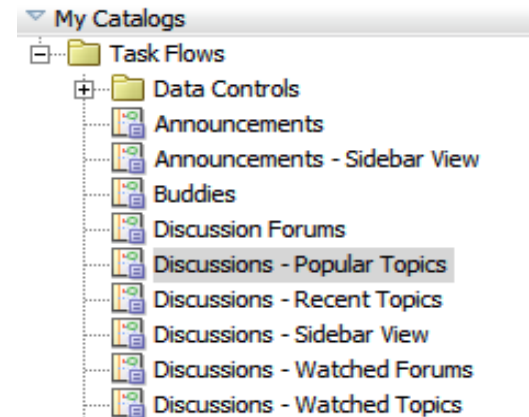 My Catalogs
Task Flows
Data Controls
Announcements
Announcements - Sidebar View
Buddies
Discussion Forums
Discussions - Popular Topics
Discussions - Recent Topics
Discussions - Sidebar View
Discussions - Watched Forums
Discussions - Watched Topics